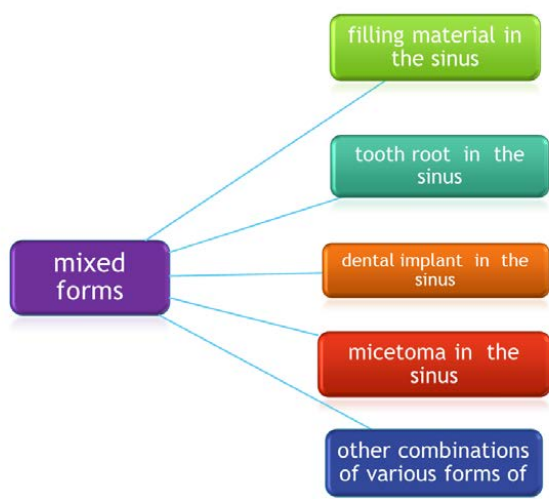 filling material in
the sinus
tooth root in the
sinus
mixed
forms
dental implant in the
sinus
micetoma in the
sinus
other combinations
of various forms of